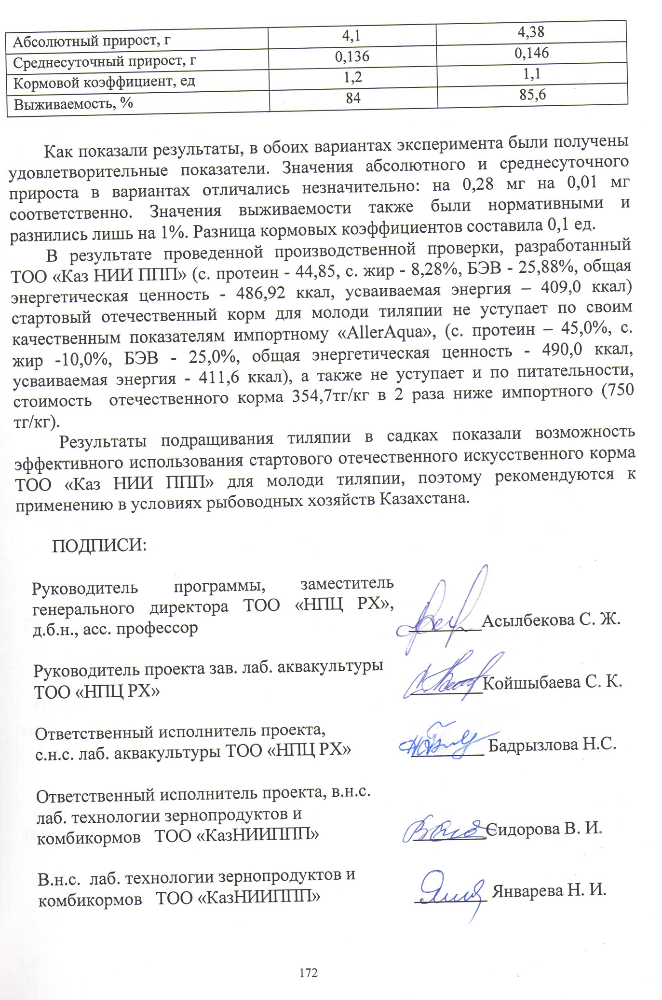 Абсолютный прирост, г 4,1 4,38
Среднесуточный прирост, г 0,136 0,146
Кормовой коэффициент, ед 1,2 1,1
Выживаемость, % 84 85,6
Как показали результаты, в обоих вариантах эксперимента были получены
удовлетворительные показатели. Значения абсолютного и среднесуточного
прироста в вариантах отличались незначительно: на 0,28 мг на 0,01 мг
соответственно. Значения выживаемости также были нормативными и
разнились лишь на 1%. Разница кормовых коэффициентов составила 0,1 ед.
В результате проведенной производственной проверки, разработанный
ТОО «Каз НИИ ППП» (с. протеин - 44,85, с. жир - 8,28%, БЭВ - 25,88%, общая
энергетическая ценность - 486,92 ккал, усваиваемая энергия – 409,0 ккал)
стартовый отечественный корм для молоди тиляпии не уступает по своим
качественным показателям импортному «AllerAqua», (с. протеин – 45,0%, с.
жир -10,0%, БЭВ - 25,0%, общая энергетическая ценность - 490,0 ккал,
усваиваемая энергия - 411,6 ккал), а также не уступает и по питательности,
стоимость отечественного корма 354,7тг/кг в 2 раза ниже импортного (750
тг/кг).
Результаты подращивания тиляпии в садках показали возможность
эффективного использования стартового отечественного искусственного корма
ТОО «Каз НИИ ППП» для молоди тиляпии, поэтому рекомендуются к
применению в условиях рыбоводных хозяйств Казахстана.
ПОДПИСИ:
Руководитель программы, заместитель
генерального директора ТОО «НПЦ РХ»,
д.б.н., асс. профессор Асылбекова С. Ж.
Руководитель проекта зав. лаб. аквакультуры
ТОО «НПЦ РХ» Койшыбаева С. К.
Ответственный исполнитель проекта,
с.н.с. лаб. аквакультуры ТОО «НПЦ РХ» Бадрызлова Н.С.
Ответственный исполнитель проекта, в.н.с.
лаб. технологии зернопродуктов и
комбикормов ТОО «КазНИИППП» Сидорова В. И.
В.н.с. лаб. технологии зернопродуктов и
комбикормов ТОО «КазНИИППП» Январева Н. И.
172